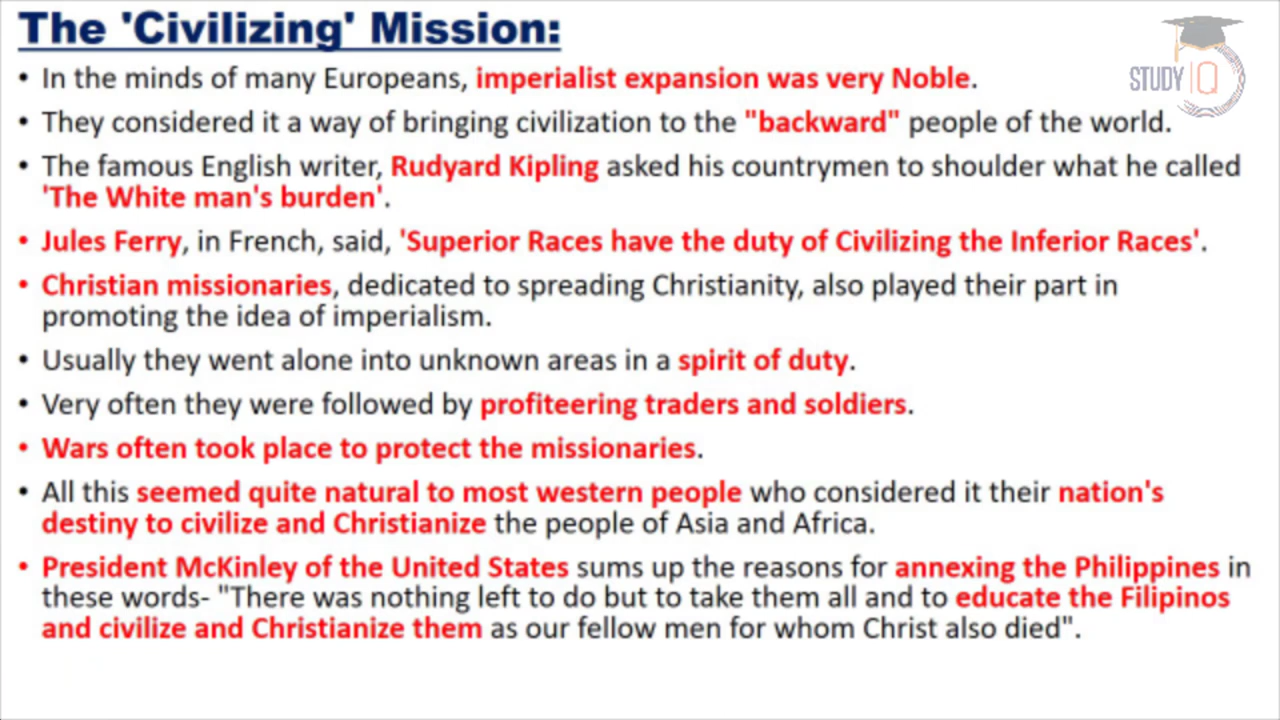 The 'Civilizing' Mission:
STUDY IQ
• In the minds of many Europeans, imperialist expansion was very Noble.
• They considered it a way of bringing civilization to the "backward" people of the world.
• The famous English writer, Rudyard Kipling asked his countrymen to shoulder what he called
'The White man's burden'.
• Jules Ferry, in French, said, 'Superior Races have the duty of Civilizing the Inferior Races'.
• Christian missionaries, dedicated to spreading Christianity, also played their part in
promoting the idea of imperialism.
• Usually they went alone into unknown areas in a spirit of duty.
• Very often they were followed by profiteering traders and soldiers.
• Wars often took place to protect the missionaries.
• All this seemed quite natural to most western people who considered it their nation's
destiny to civilize and Christianize the people of Asia and Africa.
• President McKinley of the United States sums up the reasons for annexing the Philippines in
these words- "There was nothing left to do but to take them all and to educate the Filipinos
and civilize and Christianize them as our fellow men for whom Christ also died".